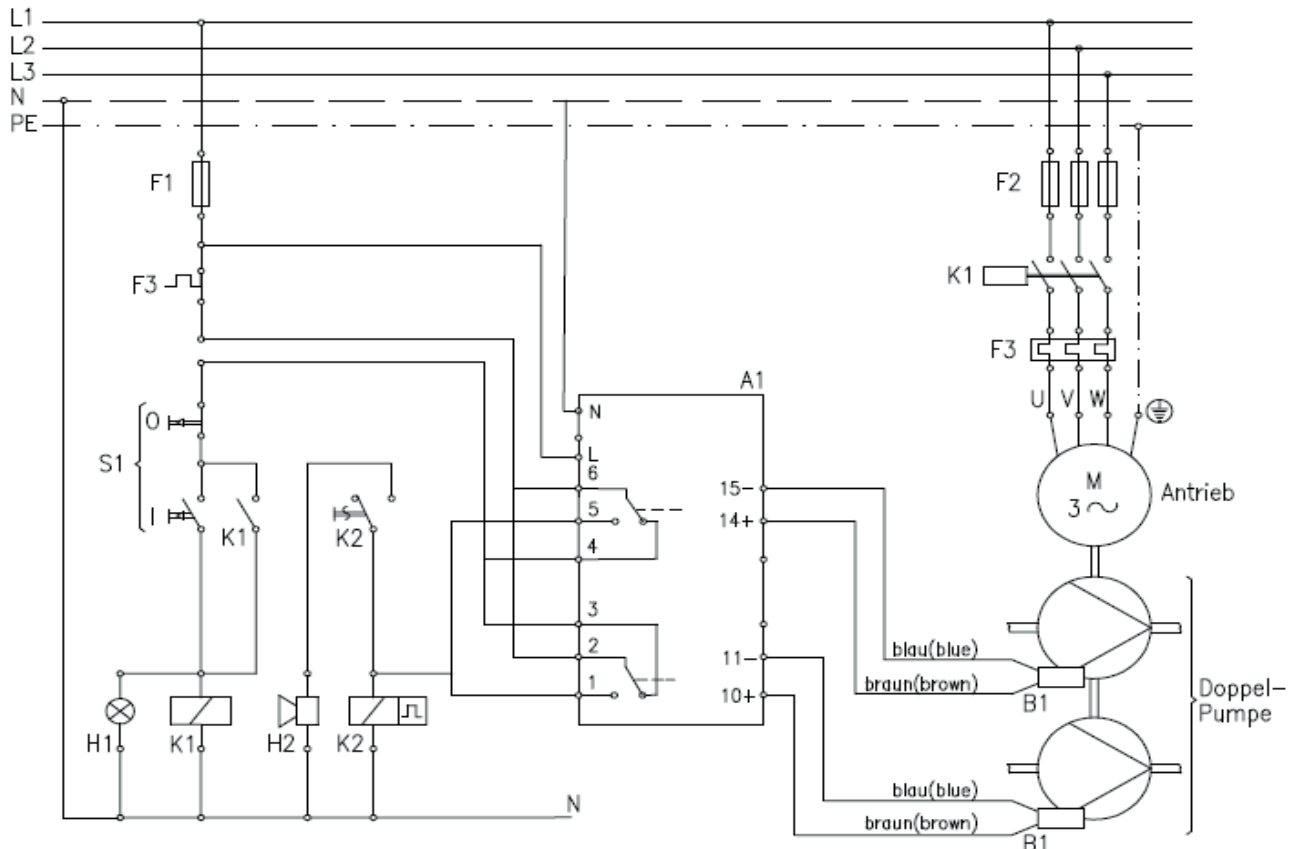 L1
L2
L3
N
PE
F1
F2
F3
K1
F3
A1
U V W
O
S1
I
K1
K2
N
L
6
5
4
3
2
1
15-
14+
11-
10+
M
3 ~
Antrieb
blau(blue)
braun(brown)
B1
Doppel-
Pumpe
blau(blue)
braun(brown)
B1
H1
K1
H2
K2
N